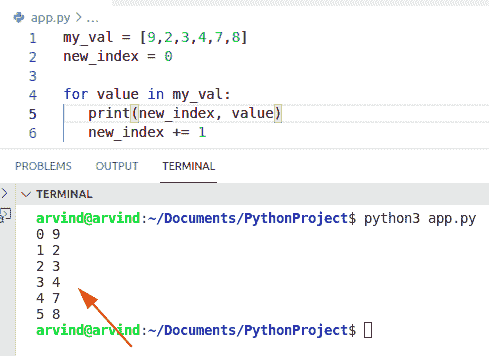 app.py > ...
1 my_val = [9,2,3,4,7,8]
2 new_index = 0
3
4 for value in my_val:
5 print(new_index, value)
6 new_index += 1
PROBLEMS OUTPUT TERMINAL
TERMINAL
arvind@arvind:~/Documents/PythonProject$ python3 app.py
0 9
1 2
2 3
3 4
4 7
5 8
arvind@arvind:~/Documents/PythonProject$